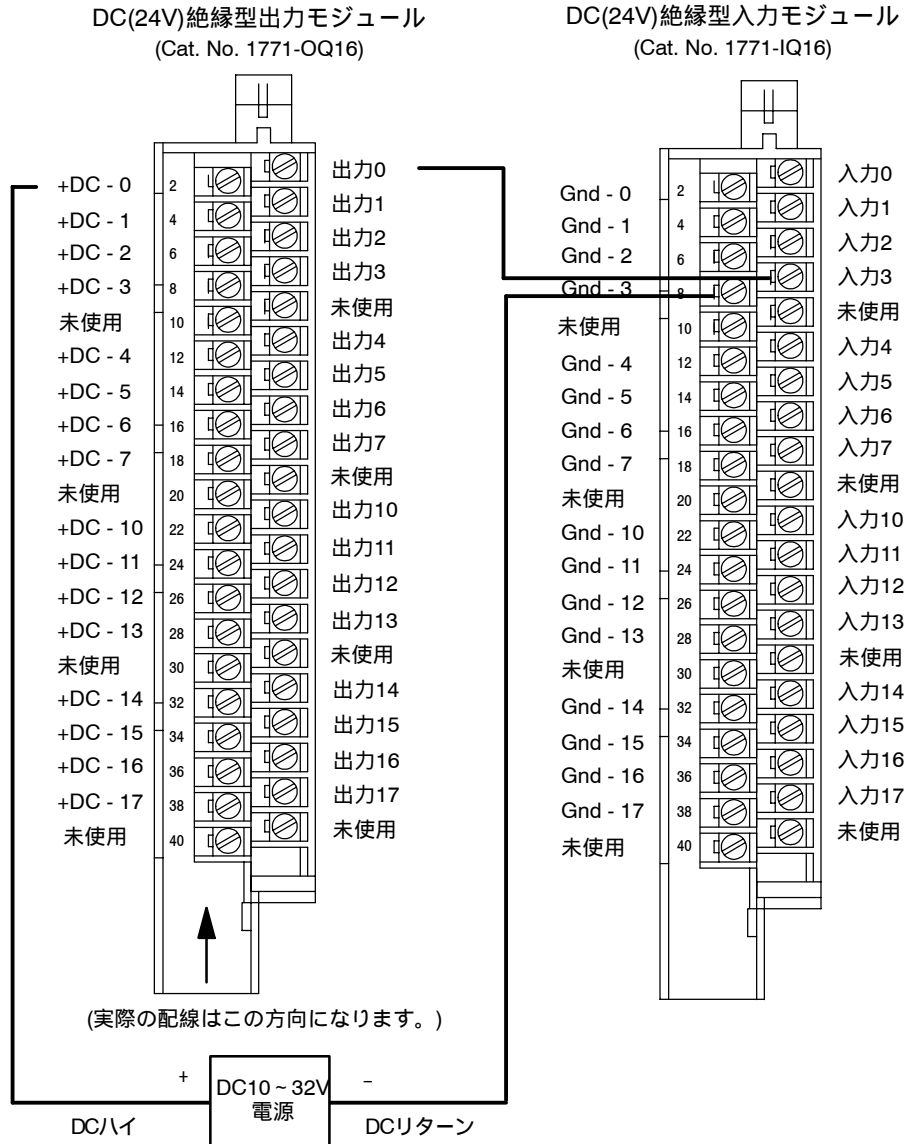 DC(24V)絶縁型出力モジュール
(Cat. No. 1771-OQ16)
+DC - 0 2 出力0
+DC - 1 4 出力1
+DC - 2 6 出力2
+DC - 3 8 出力3
未使用 10 未使用
+DC - 4 12 出力4
+DC - 5 14 出力5
+DC - 6 16 出力6
+DC - 7 18 出力7
未使用 20 未使用
+DC - 10 22 出力10
+DC - 11 24 出力11
+DC - 12 26 出力12
+DC - 13 28 出力13
未使用 30 未使用
+DC - 14 32 出力14
+DC - 15 34 出力15
+DC - 16 36 出力16
+DC - 17 38 出力17
未使用 40 未使用
DC(24V)絶縁型入力モジュール
(Cat. No. 1771-IQ16)
Gnd - 0 2 入力0
Gnd - 1 4 入力1
Gnd - 2 6 入力2
Gnd - 3 8 入力3
未使用 10 未使用
Gnd - 4 12 入力4
Gnd - 5 14 入力5
Gnd - 6 16 入力6
Gnd - 7 18 入力7
未使用 20 未使用
Gnd - 10 22 入力10
Gnd - 11 24 入力11
Gnd - 12 26 入力12
Gnd - 13 28 入力13
未使用 30 未使用
Gnd - 14 32 入力14
Gnd - 15 34 入力15
Gnd - 16 36 入力16
Gnd - 17 38 入力17
未使用 40 未使用
(実際の配線はこの方向になります。)
+ DC10~32V −
電源
DCハイ DCリターン